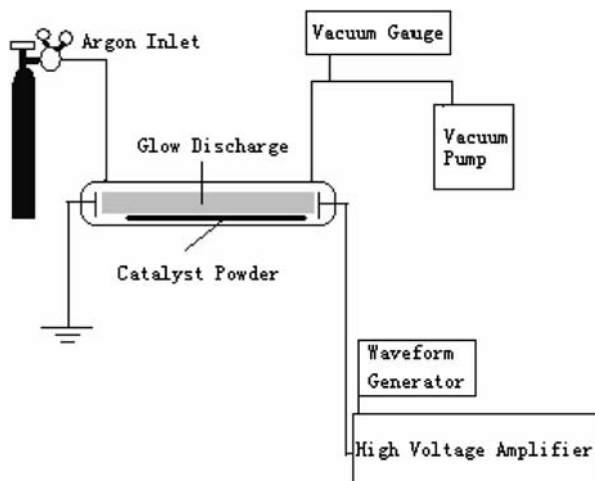 Argon Inlet
Vacuum Gauge
Vacuum
Pump
Glow Discharge
Catalyst Powder
Waveform
Generator
High Voltage Amplifier